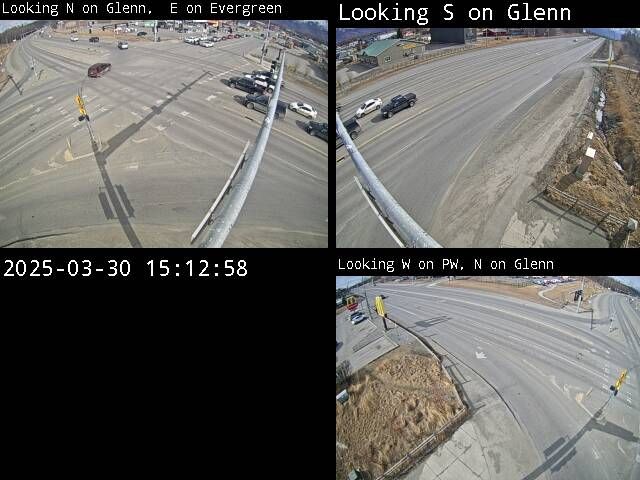 Looking N on Glenn, E on Evergreen
Looking S on Glenn
2025-03-30 15:12:58
Looking W on PW, N on Glenn